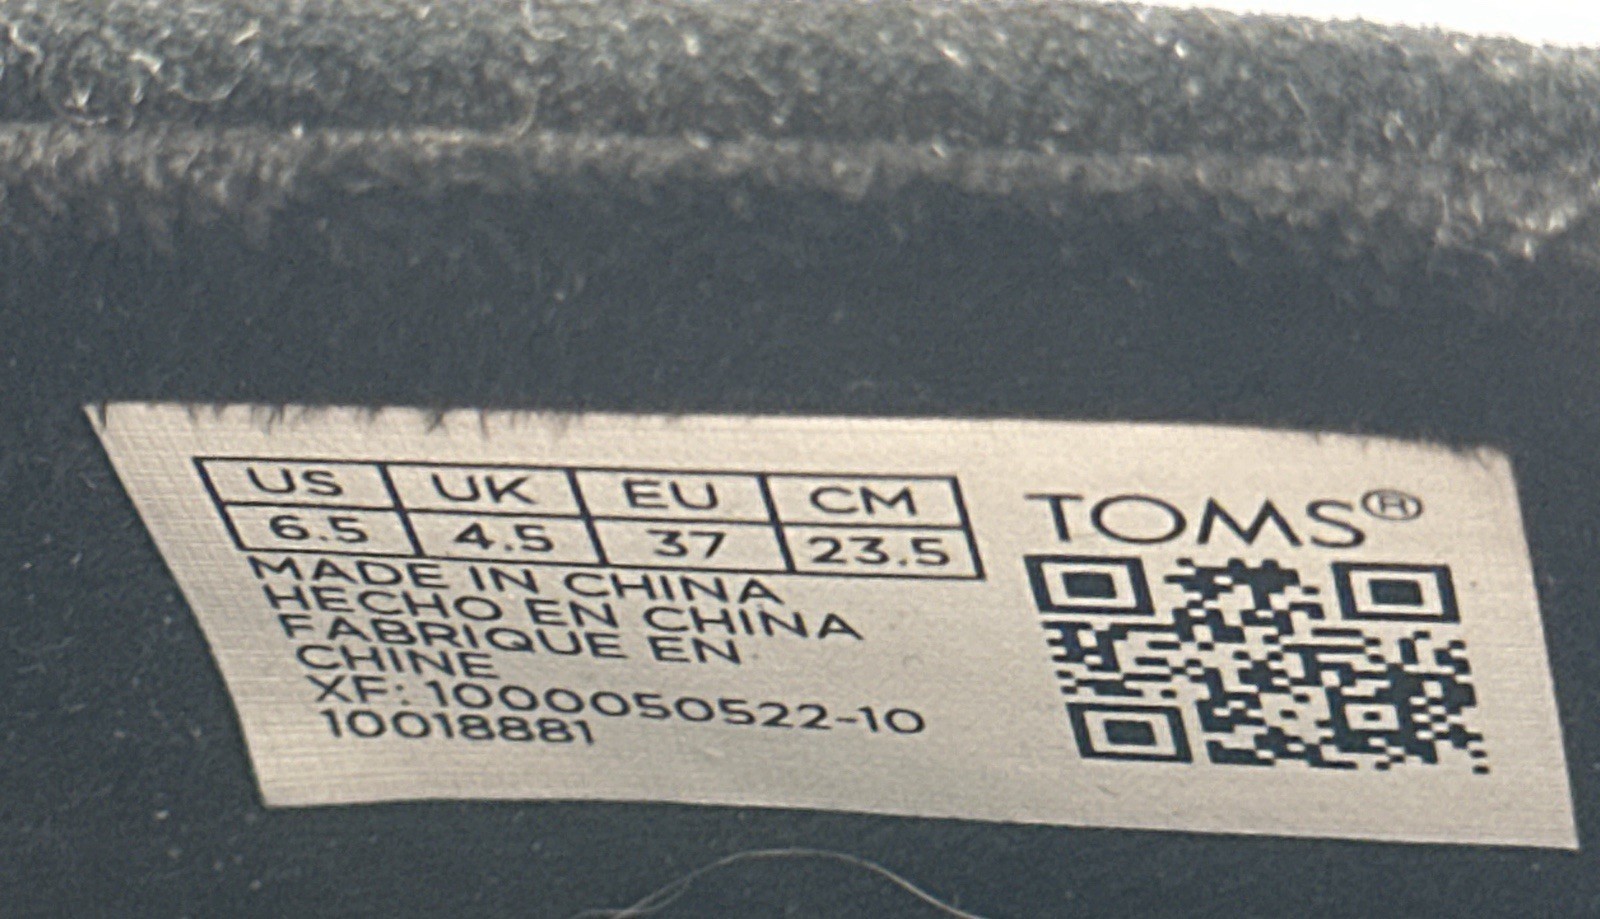 US UK EU CM
6.5 4.5 37 23.5
MADE IN CHINA
HECHO EN CHINA
FABRIQUE EN
CHINE
XF: 1000050522-10
10018881
TOMS®